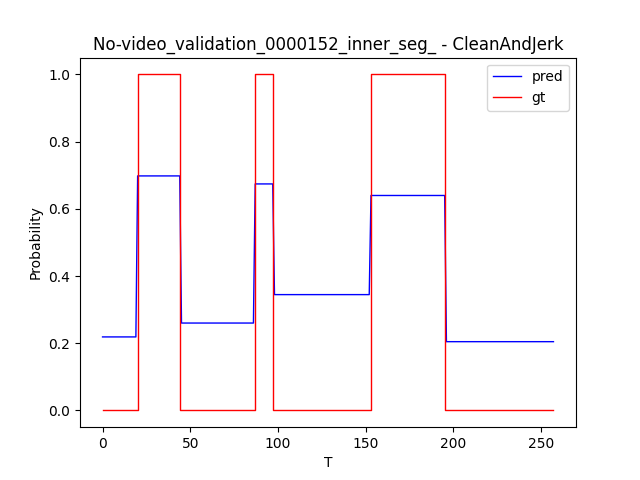 No-video_validation_0000152_inner_seg_ - CleanAndJerk
pred
gt
1.0
0.8
0.6
0.4
0.2
0.0
Probability
0
50
100
150
200
250
T